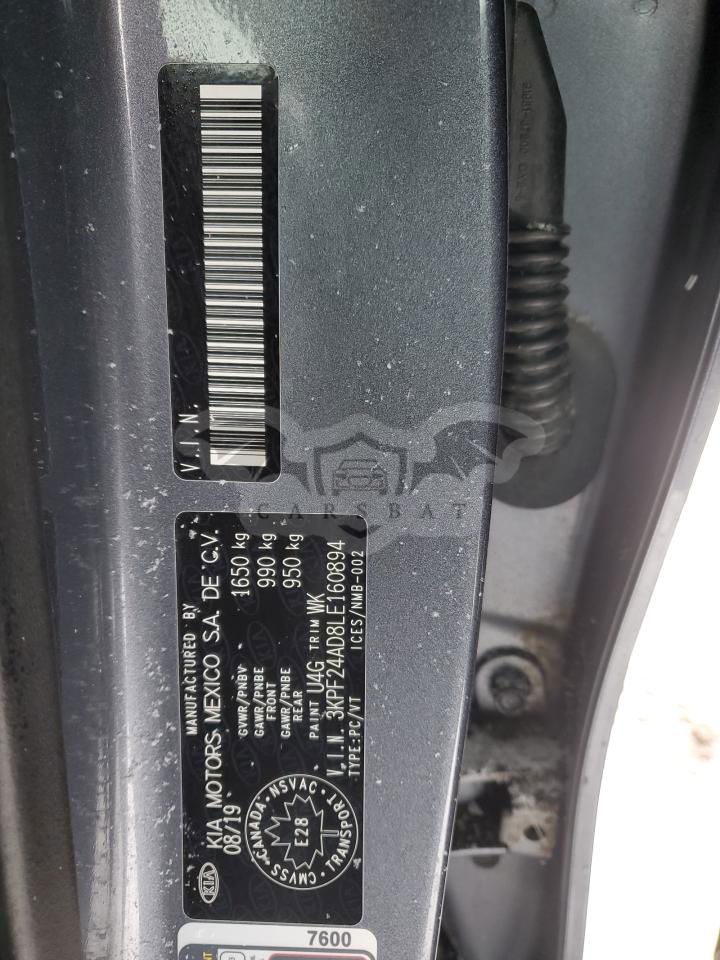 V.I.N.
MANUFACTURED BY
KIA KIA MOTORS MEXICO S.A. DE C.V.
08/19
GVWR/PNBV 1650 kg
GAWR/PNBE FRONT 990 kg
GAWR/PNBE REAR 950 kg
PAINT U4G TRIM WK
V.I.N. 3KPF24AD8LE160894
TYPE:PC/VT ICES/NMB-002
CMVSS CANADA NSVAC
E28
TRANSPORT
7600
CARSBAT